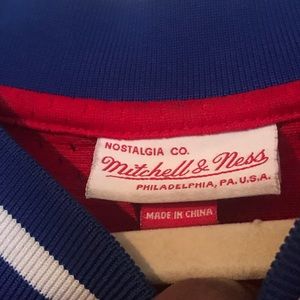 NOSTALGIA CO.
Mitchell & Ness
PHILADELPHIA, PA. U.S.A.
MADE IN CHINA